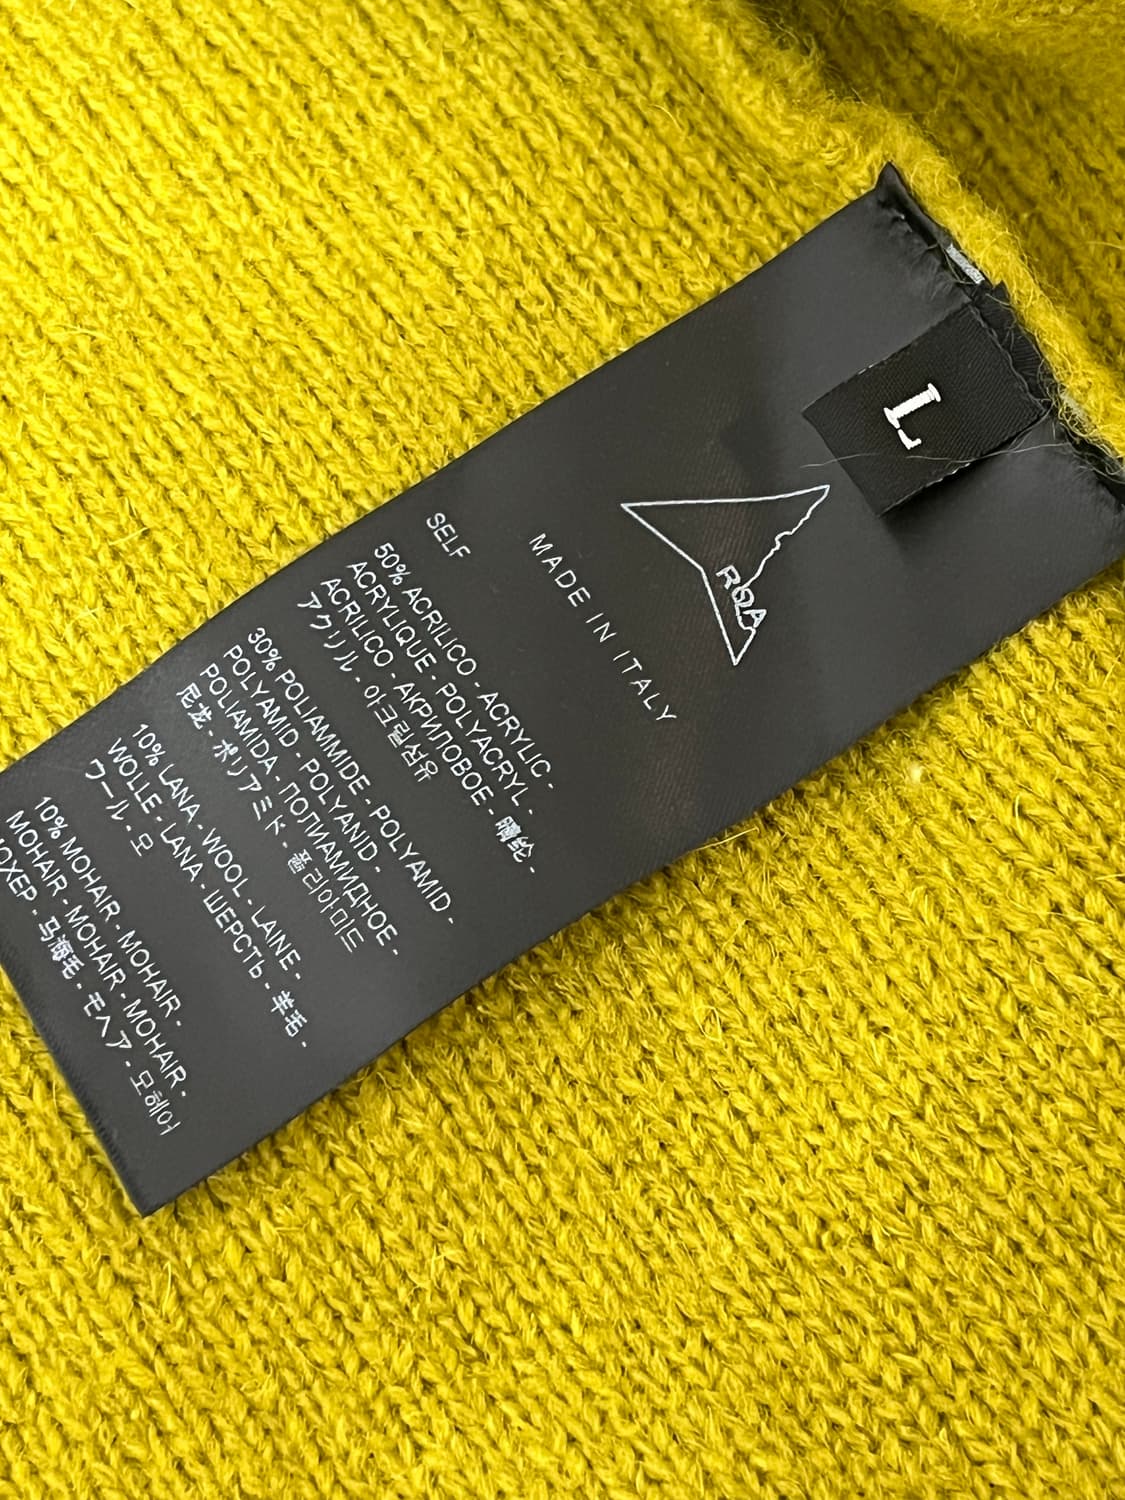 L
ROA
MADE IN ITALY
SELF
50% ACRILICO - ACRYLIC -
ACRYLIQUE - POLYACRYL -
ACRILICO - АКРИЛОВОЕ - 腈纶 -
アクリル - 아크릴섬유
30% POLIAMMIDE - POLYAMID -
POLYAMID - POLYAND -
POLIAMIDA - ПОЛИАМИДНОЕ -
尼龙 - ポリアミド - 폴리아미드
10% LANA - WOOL - LAINE -
WOLLE - LANA - ШЕРСТЬ - 羊毛 -
ウール - 모
10% MOHAIR - MOHAIR -
MOHAIR - MOHAIR - MOHAIR -
МОХЕР - 马海毛 - モヘア - 모헤어